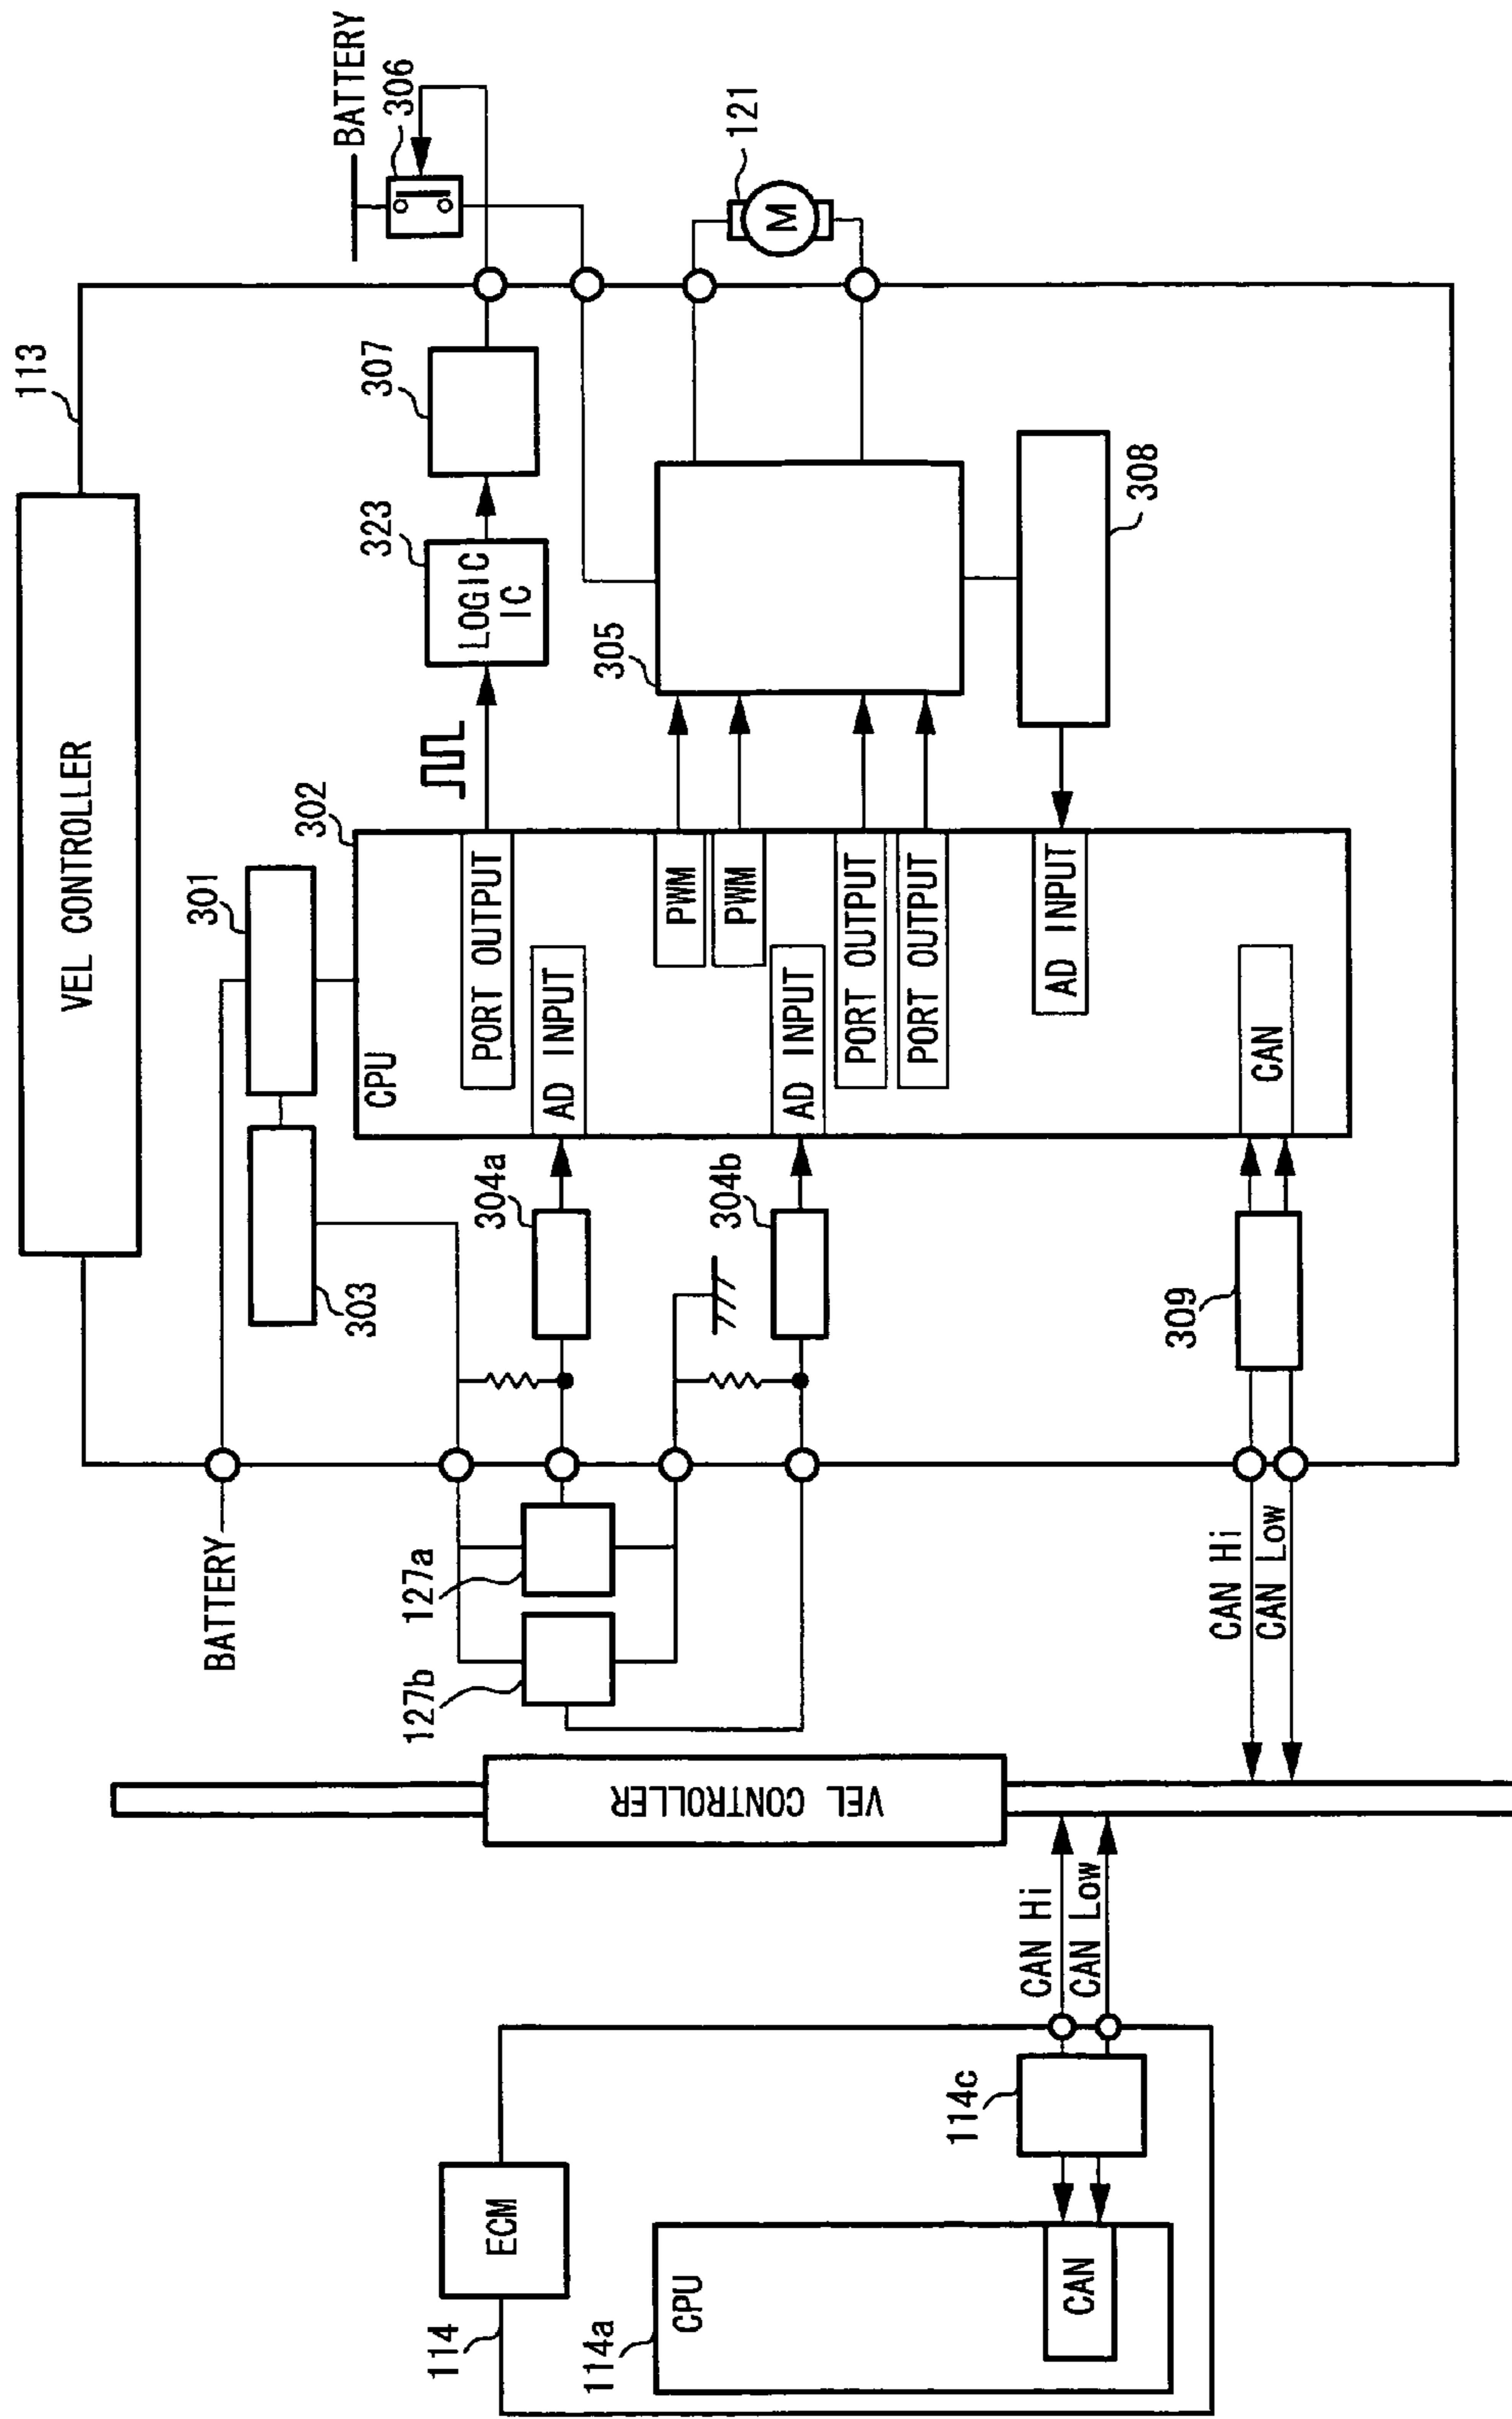 VEL CONTROLLER
113
BATTERY
306
301
302
303
323
307
LOGIC
IC
CPU
PORT OUTPUT
AD INPUT
304a
PWM
PWM
305
121
M
AD INPUT
304b
PORT OUTPUT
PORT OUTPUT
AD INPUT
308
CAN
309
BATTERY
127a
127b
CAN Hi
CAN Low
VEL CONTROLLER
CAN Hi
CAN Low
ECM
114
114a
CPU
CAN
114c